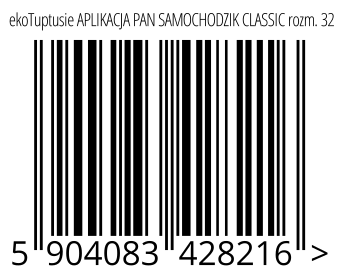 ekoTuptusie APLIKACJA PAN SAMOCHODZIK CLASSIC rozm. 32
5 904083 428216 >